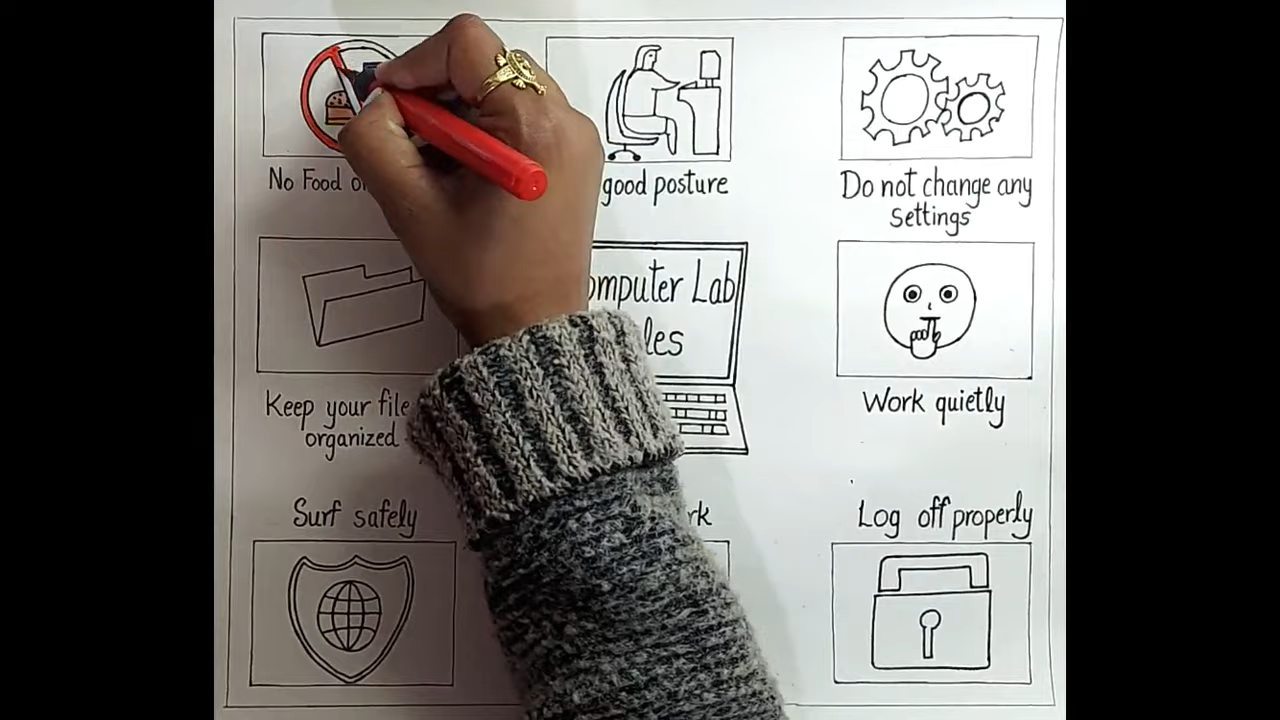 No Food o
good posture
Do not change any
settings
omputer Lab
les
Keep your file
organized
Work quietly
Surf safely
rk
Log off properly